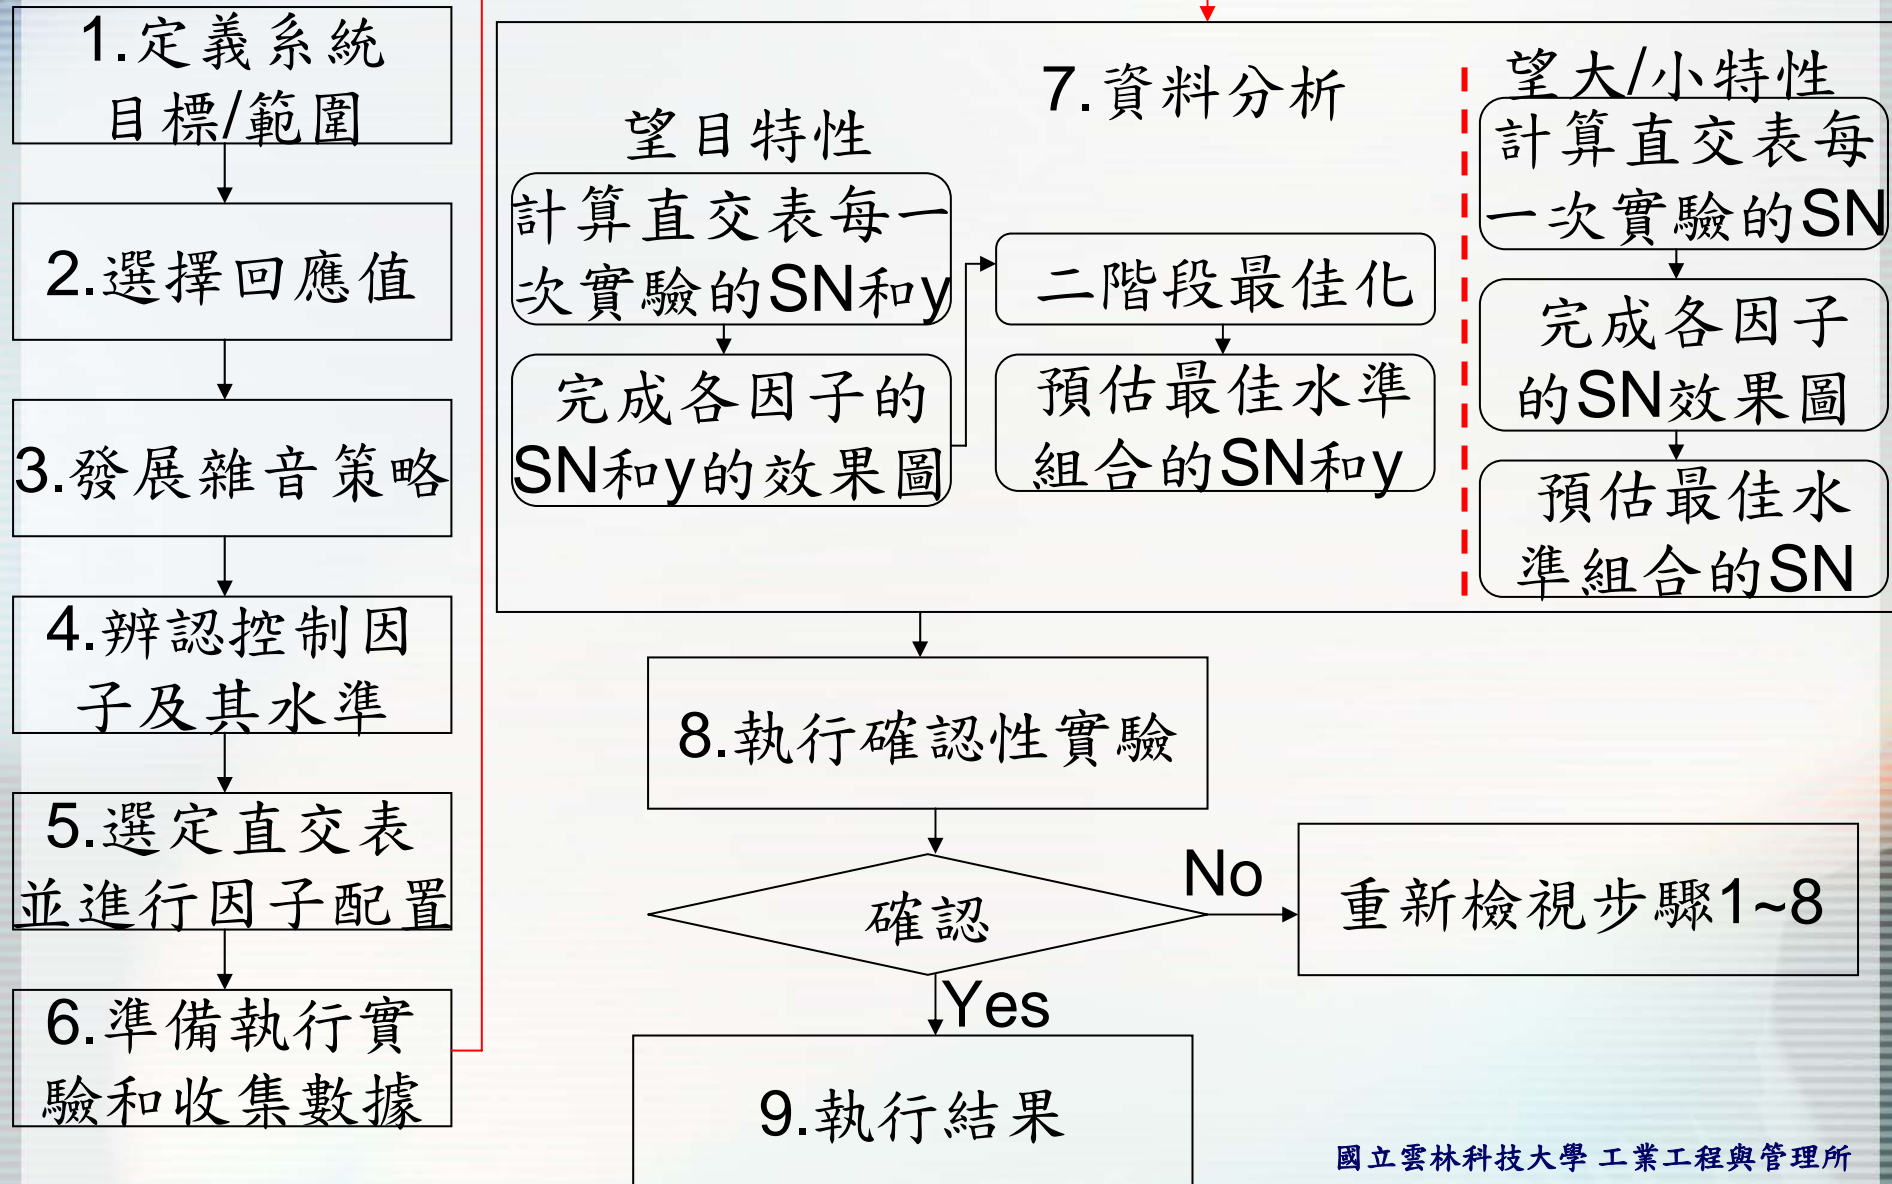 1.定義系統
目標/範圍
2.選擇回應值
3.發展雜音策略
4.辨認控制因
子及其水準
5.選定直交表
並進行因子配置
6.準備執行實
驗和收集數據
7.資料分析
望目特性
計算直交表每一
次實驗的SN和y
完成各因子的
SN和y的效果圖
二階段最佳化
預估最佳水準
組合的SN和y
望大/小特性
計算直交表每
一次實驗的SN
完成各因子
的SN效果圖
預估最佳水
準組合的SN
8.執行確認性實驗
確認
No
重新檢視步驟1~8
Yes
9.執行結果
國立雲林科技大學 工業工程與管理所